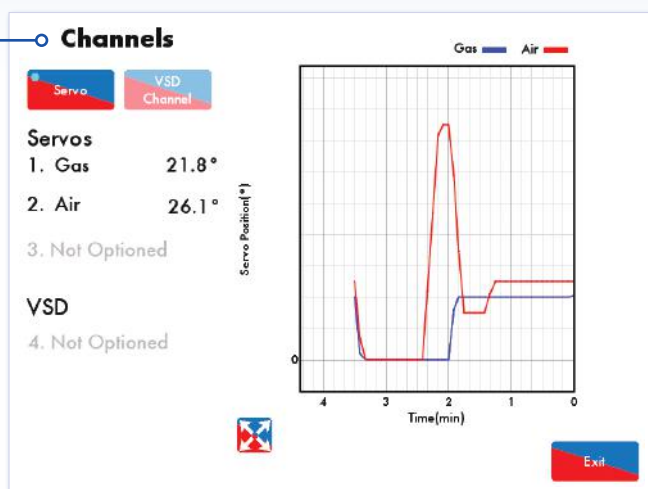 Channels
Servo
VSD
Channel
Servos
1. Gas 21.8°
2. Air 26.1°
3. Not Optioned
VSD
4. Not Optioned
Gas Air
Servo Position(°)
0
4 3 2 1 0
Time(min)
Exit